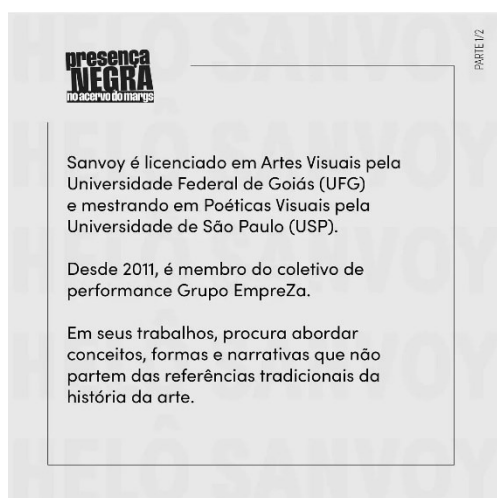 presença
NEGRA
no acervo do margs
PARTE 1/2
HELÔ SANVOY
Sanvoy é licenciado em Artes Visuais pela
Universidade Federal de Goiás (UFG)
e mestrando em Poéticas Visuais pela
Universidade de São Paulo (USP).
Desde 2011, é membro do coletivo de
performance Grupo EmpreZa.
Em seus trabalhos, procura abordar
conceitos, formas e narrativas que não
partem das referências tradicionais da
história da arte.